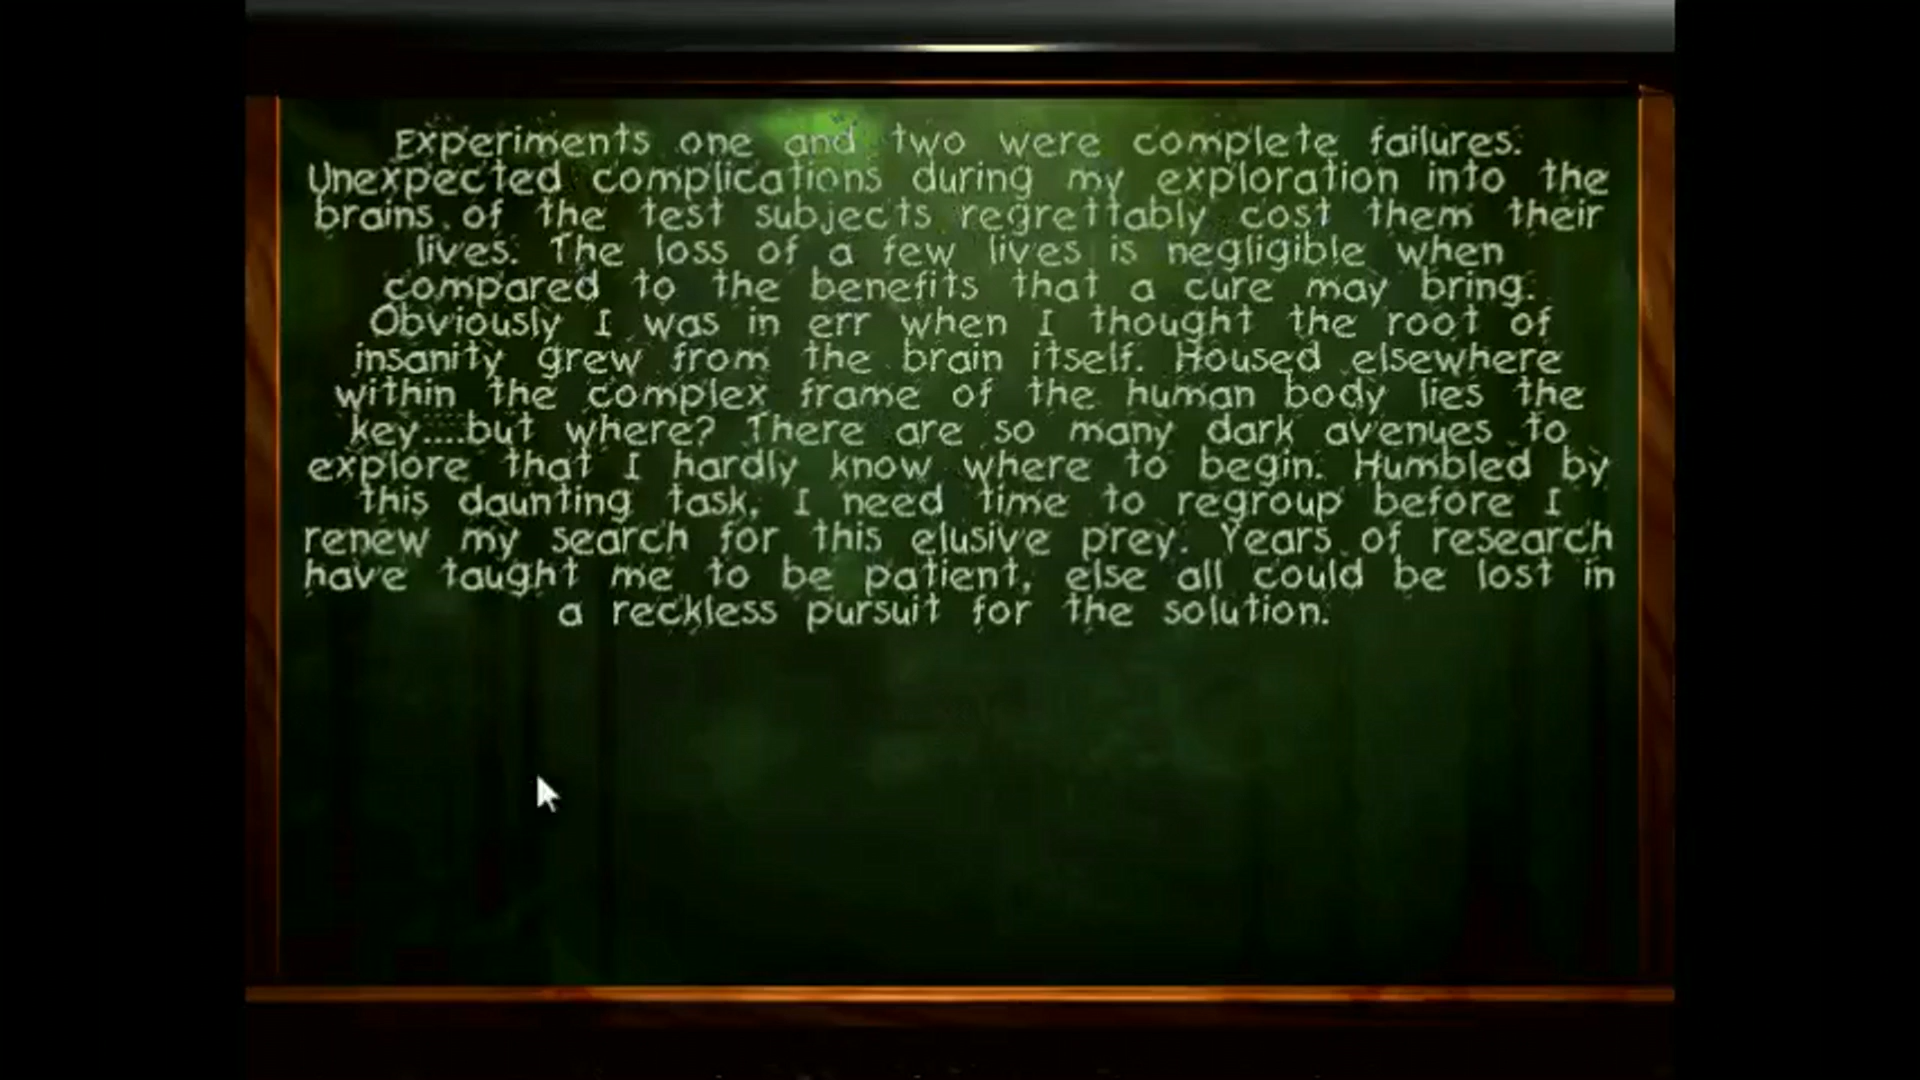 Experiments one and two were complete failures.
Unexpected complications during my exploration into the
brains of the test subjects regrettably cost them their
lives. The loss of a few lives is negligible when
compared to the benefits that a cure may bring.
Obviously I was in err when I thought the root of
insanity grew from the brain itself. Housed elsewhere
within the complex frame of the human body lies the
key....but where? There are so many dark avenues to
explore that I hardly know where to begin. Humbled by
this daunting task, I need time to regroup before I
renew my search for this elusive prey. Years of research
have taught me to be patient, else all could be lost in
a reckless pursuit for the solution.